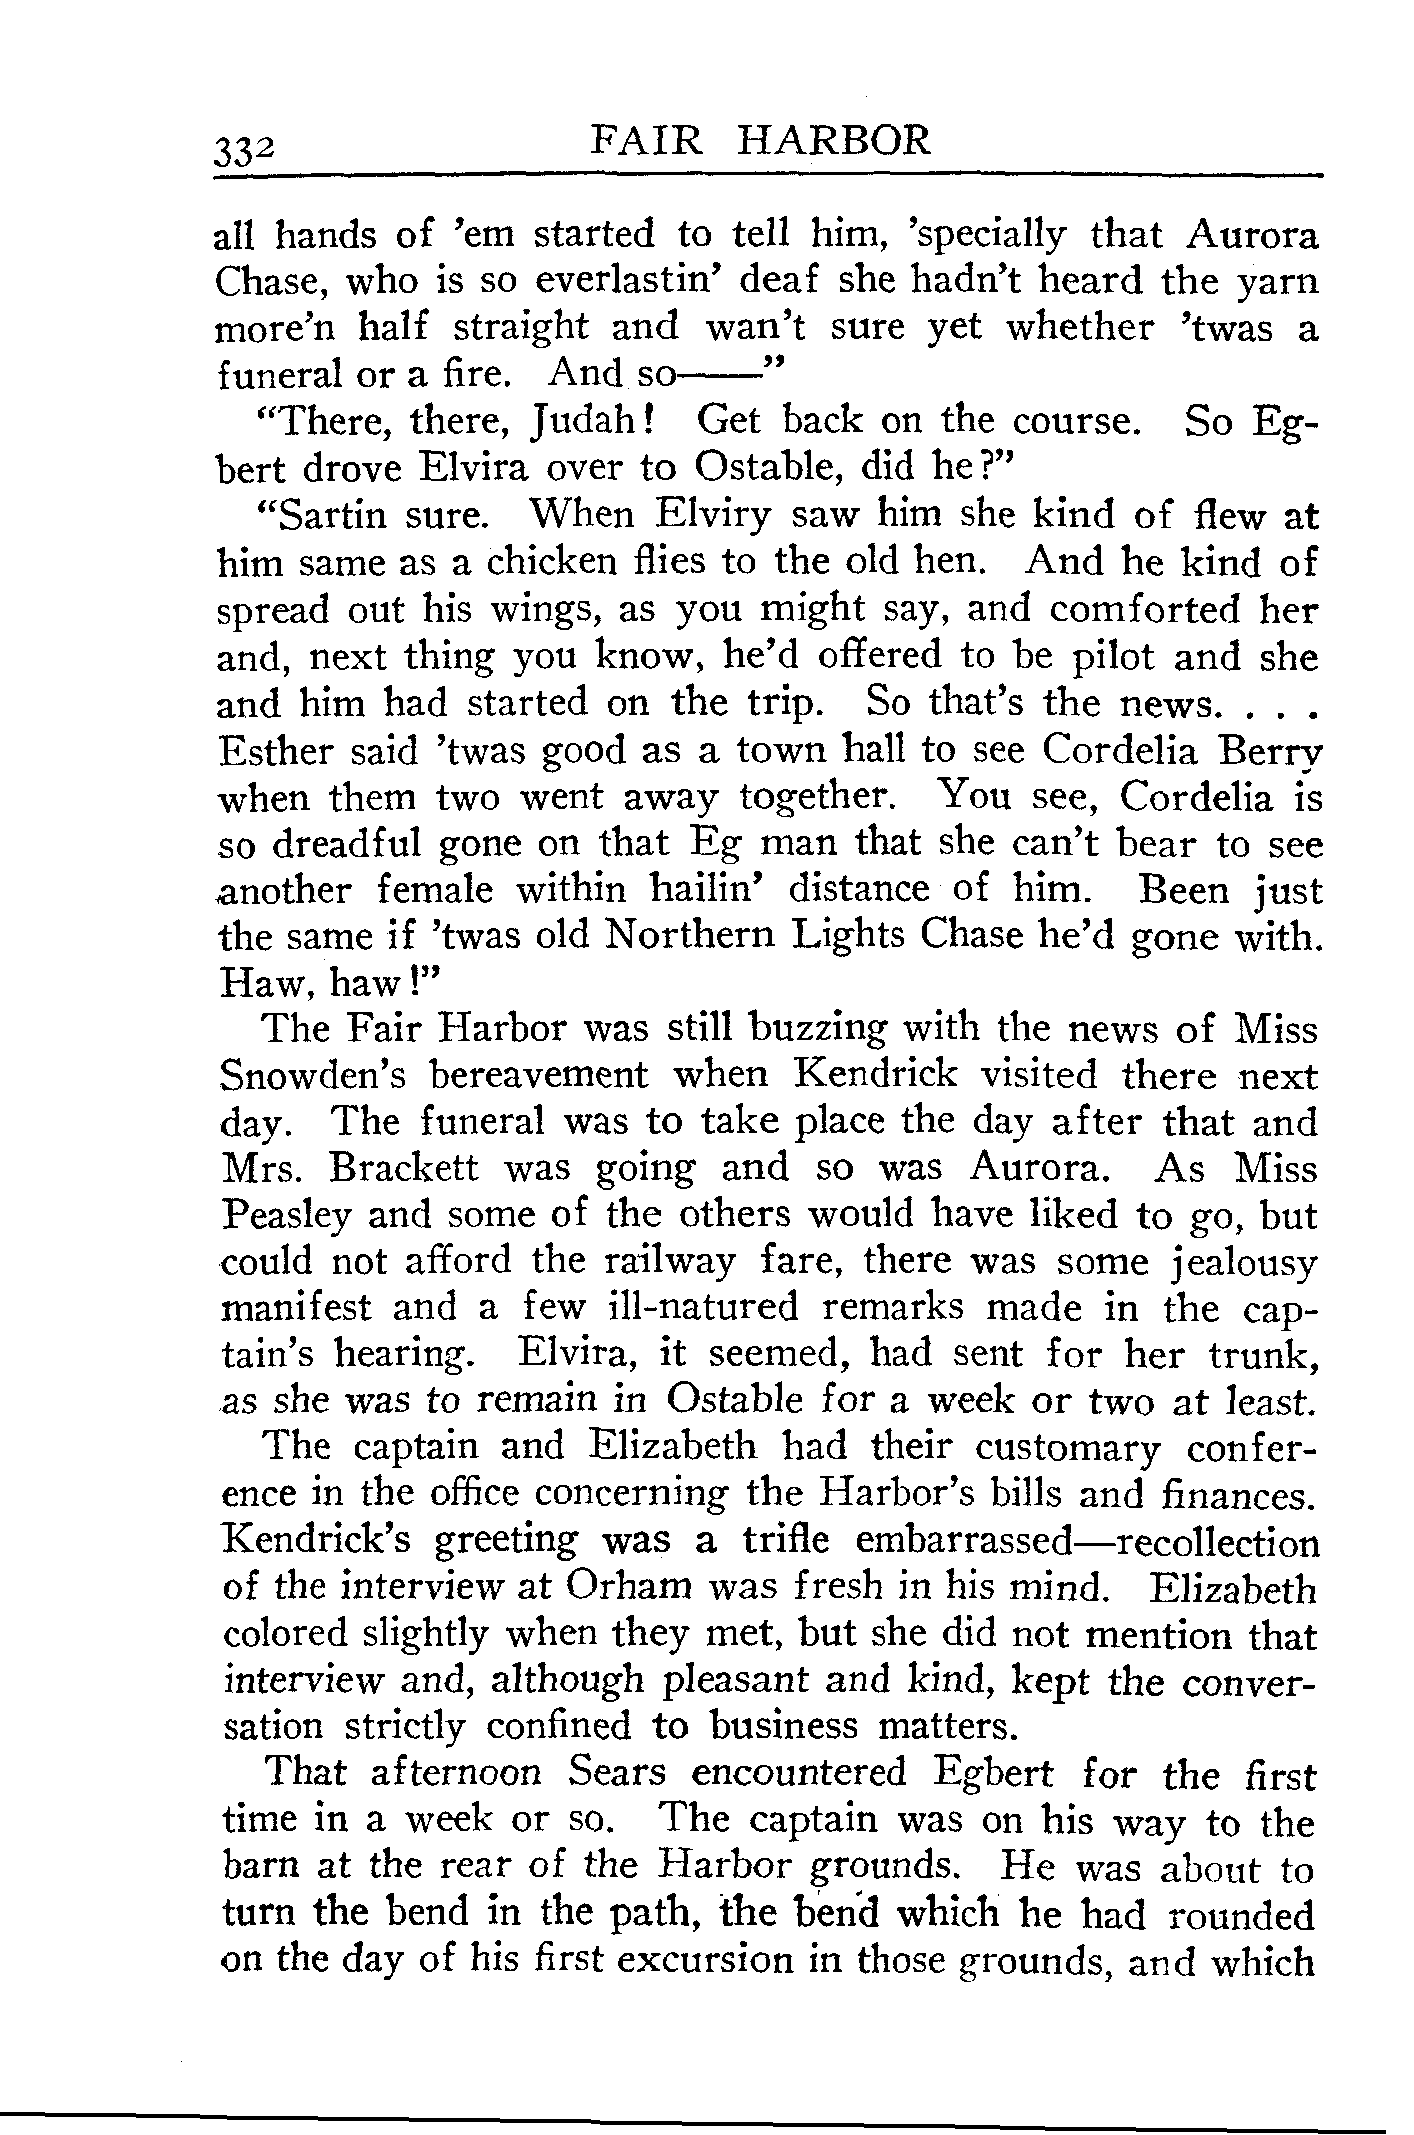 332 FAIR HARBOR
all hands of 'em started to tell him, 'specially that Aurora
Chase, who is so everlastin' deaf she hadn't heard the yarn
more'n half straight and wan't sure yet whether 'twas a
funeral or a fire. And so——"
"There, there, Judah! Get back on the course. So Eg-
bert drove Elvira over to Ostable, did he?"
"Sartin sure. When Elviry saw him she kind of flew at
him same as a chicken flies to the old hen. And he kind of
spread out his wings, as you might say, and comforted her
and, next thing you know, he'd offered to be pilot and she
and him had started on the trip. So that's the news. . . .
Esther said 'twas good as a town hall to see Cordelia Berry
when them two went away together. You see, Cordelia is
so dreadful gone on that Eg man that she can't bear to see
another female within hailin' distance of him. Been just
the same if 'twas old Northern Lights Chase he'd gone with.
Haw, haw!"
The Fair Harbor was still buzzing with the news of Miss
Snowden's bereavement when Kendrick visited there next
day. The funeral was to take place the day after that and
Mrs. Brackett was going and so was Aurora. As Miss
Peasley and some of the others would have liked to go, but
could not afford the railway fare, there was some jealousy
manifest and a few ill-natured remarks made in the cap-
tain's hearing. Elvira, it seemed, had sent for her trunk,
as she was to remain in Ostable for a week or two at least.
The captain and Elizabeth had their customary confer-
ence in the office concerning the Harbor's bills and finances.
Kendrick's greeting was a trifle embarrassed—recollection
of the interview at Orham was fresh in his mind. Elizabeth
colored slightly when they met, but she did not mention that
interview and, although pleasant and kind, kept the conver-
sation strictly confined to business matters.
That afternoon Sears encountered Egbert for the first
time in a week or so. The captain was on his way to the
barn at the rear of the Harbor grounds. He was about to
turn the bend in the path, the bend which he had rounded
on the day of his first excursion in those grounds, and which